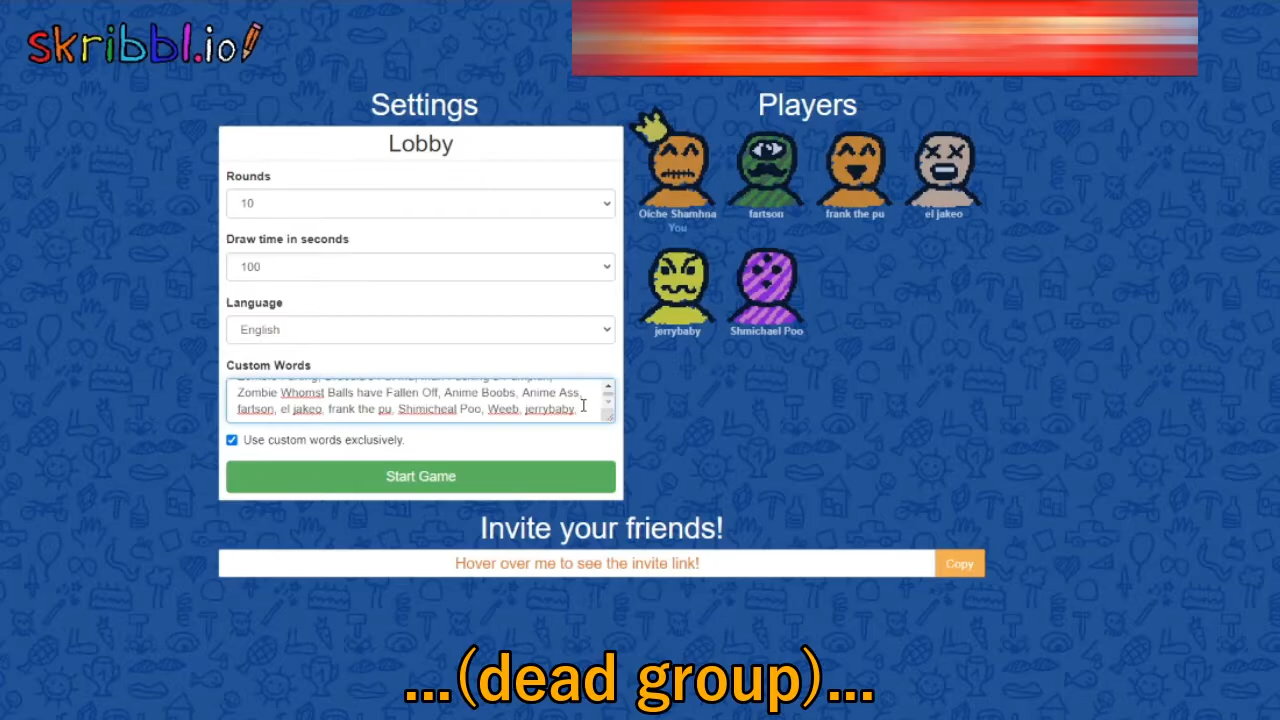 skribbl.io
Settings
Players
Lobby
Rounds
10
Draw time in seconds
100
Language
English
Custom Words
Zombie Whomst Balls have Fallen Off, Anime Boobs, Anime Ass,
fartson, el jakeo, frank the pu, Shmicheal Poo, Weeb, jerrybaby,
Use custom words exclusively.
Start Game
Oiche Shamhna
You
fartson
frank the pu
el jakeo
jerrybaby
Shmichael Poo
Invite your friends!
Hover over me to see the invite link!
Copy
...(dead group)...